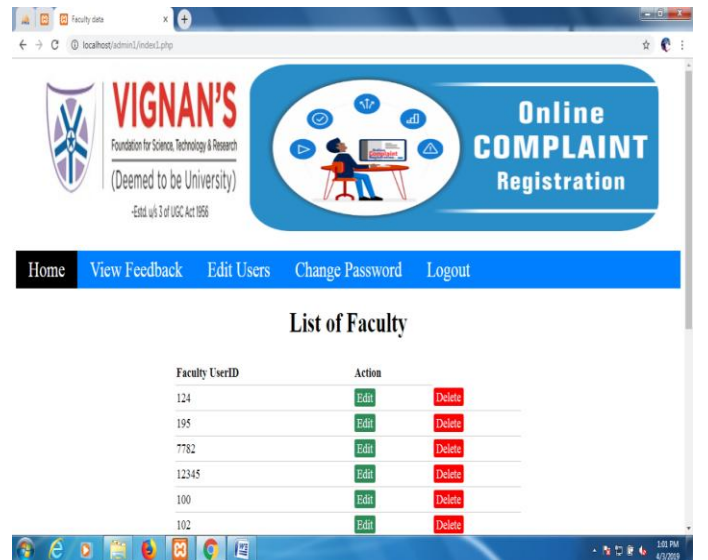 Faculty data
localhost/admin1/index1.php
VIGNAN'S
Foundation for Science, Technology & Research
(Deemed to be University)
-Estd. u/s 3 of UGC Act 1956
Online
COMPLAINT
Registration
Home View Feedback Edit Users Change Password Logout
List of Faculty
Faculty UserID Action
124 Edit Delete
195 Edit Delete
7782 Edit Delete
12345 Edit Delete
100 Edit Delete
102 Edit Delete
1:01 PM
4/3/2019